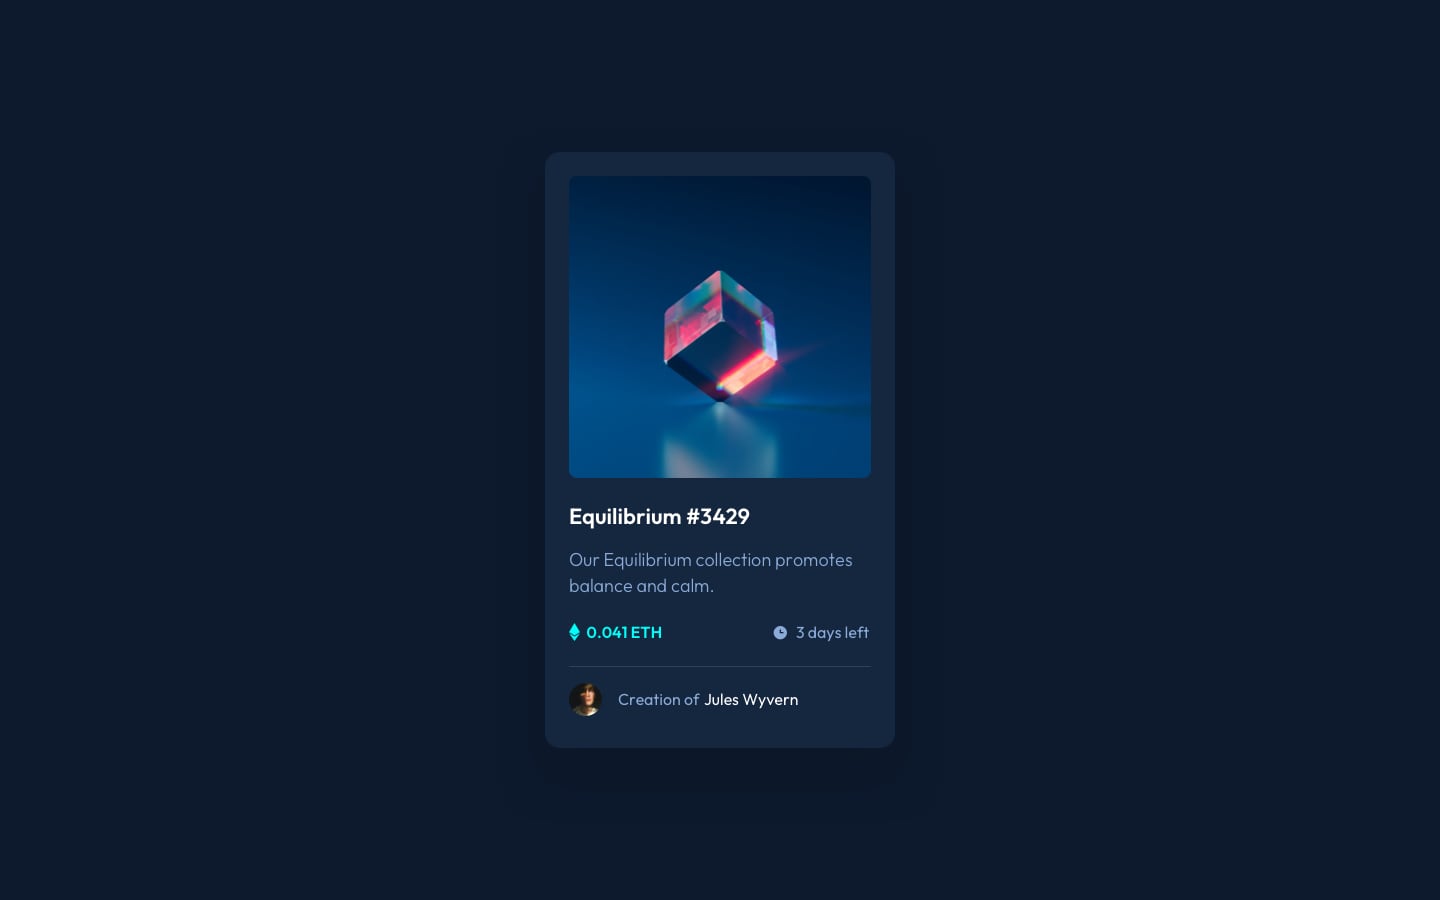 Equilibrium #3429
Our Equilibrium collection promotes
balance and calm.
0.041 ETH
3 days left
Creation of Jules Wyvern